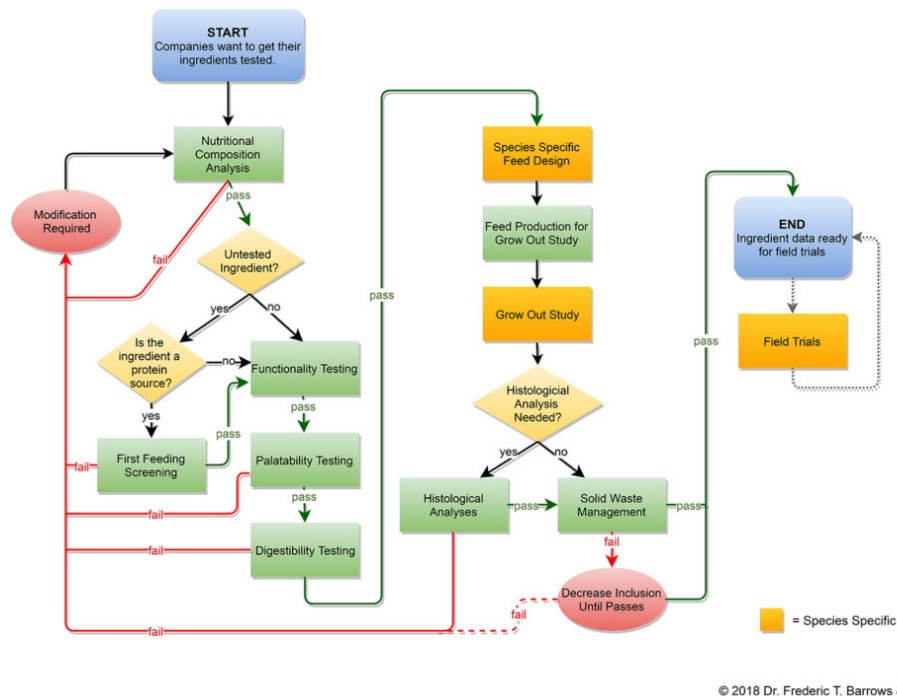 START
Companies want to get their
ingredients tested.
Nutritional
Composition
Analysis
pass
Modification
Required
fail
Untested
Ingredient?
yes
no
Is the
ingredient a
protein
source?
no
Functionality Testing
yes
pass
pass
First Feeding
Screening
fail
Palatability Testing
fail
pass
Digestibility Testing
fail
fail
pass
Species Specific
Feed Design
Feed Production for
Grow Out Study
Grow Out Study
Histological
Analysis
Needed?
yes
no
Histological
Analyses
pass
Solid Waste
Management
pass
fail
Decrease Inclusion
Until Passes
fail
pass
END
Ingredient data ready
for field trials
Field Trials
= Species Specific
© 2018 Dr. Frederic T. Barrows